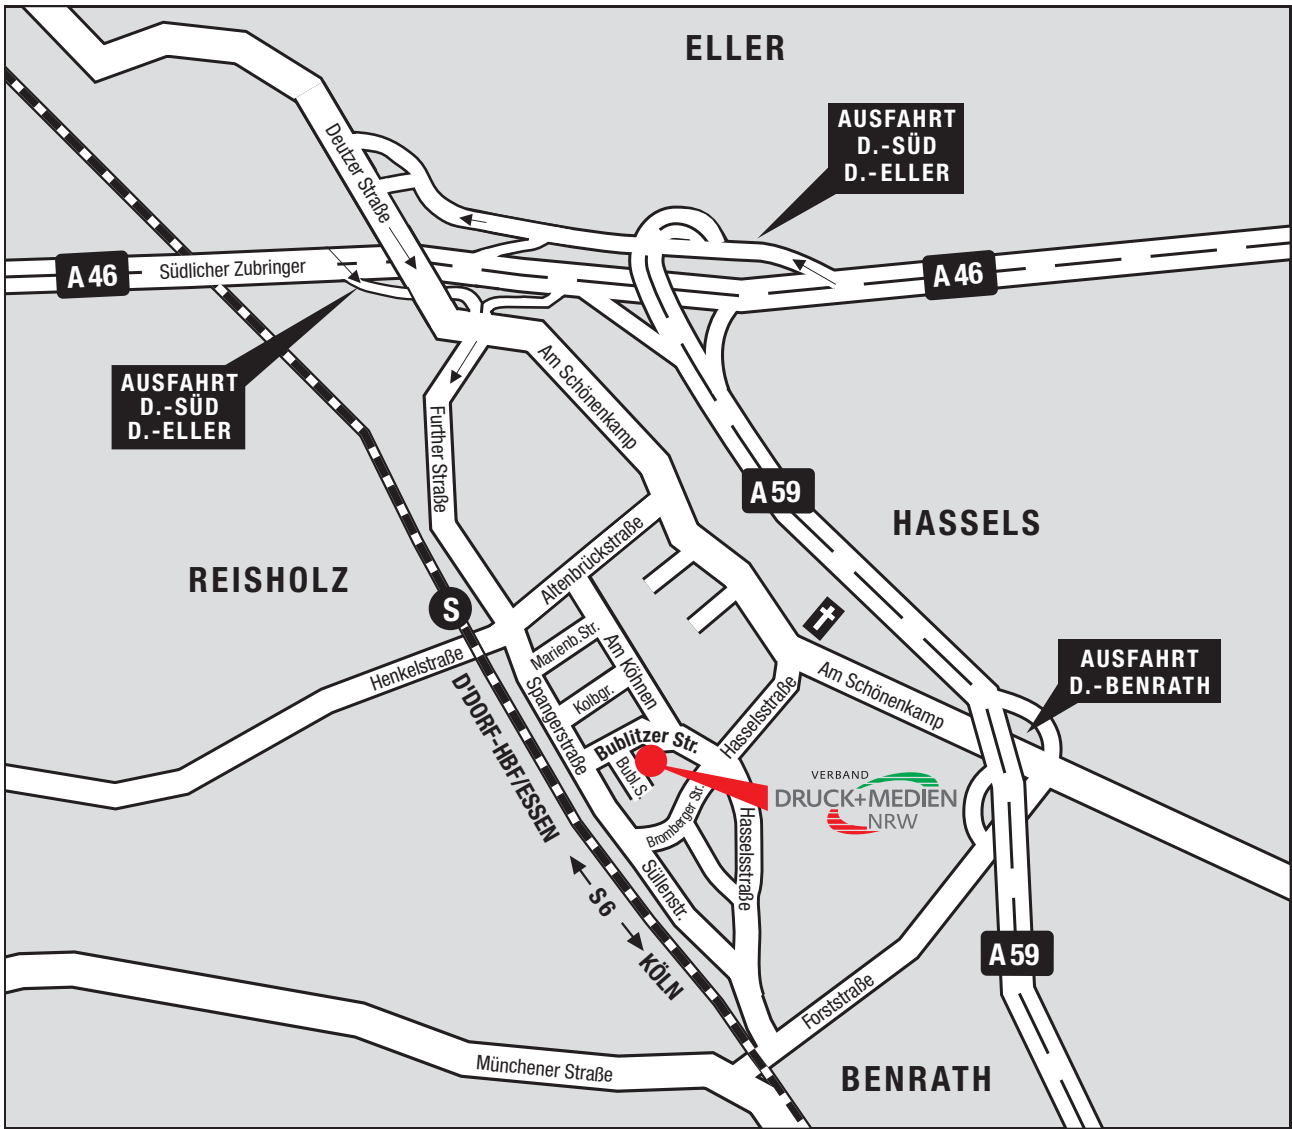 ELLER
AUSFAHRT
D.-SÜD
D.-ELLER
Deutzer Straße
A 46
Südlicher Zubringer
A 46
AUSFAHRT
D.-SÜD
D.-ELLER
Am Schönenkamp
Further Straße
A 59
HASSELS
REISHOLZ
Altenbrückstraße
S
Marienb.Str.
Am Köhnen
Henkelstraße
Kolbgr.
Spangerstraße
Hasselsstraße
Am Schönenkamp
AUSFAHRT
D.-BENRATH
Bublitzer Str.
Bubl.S.
D'DORF-HBF/ESSEN
VERBAND
DRUCK+MEDIEN
NRW
Bromberger Str.
Hasselsstraße
Süllenstr.
S 6
KÖLN
A 59
Forststraße
Münchener Straße
BENRATH